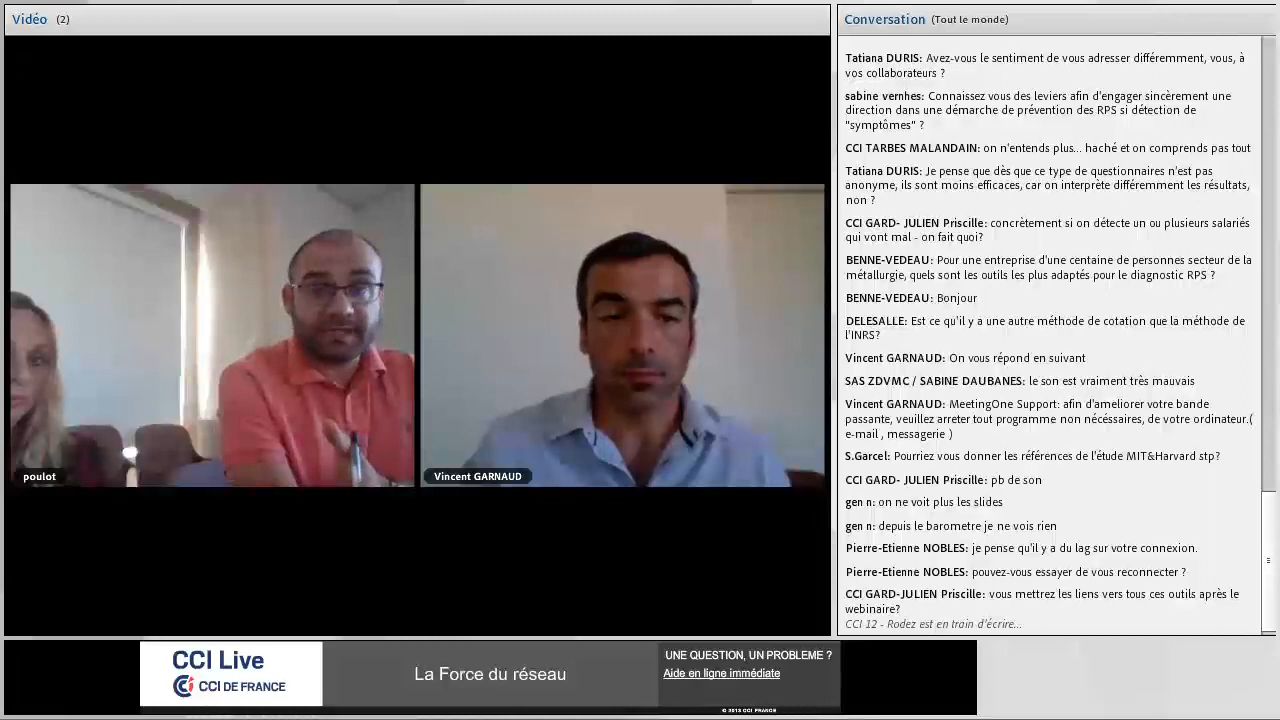 Vidéo (2)
poulot
Vincent GARNAUD
Conversation (Tout le monde)
Tatiana DURIS: Avez-vous le sentiment de vous adresser différemment, vous, à
vos collaborateurs ?
sabine vernhes: Connaissez vous des leviers afin d'engager sincèrement une
direction dans une démarche de prévention des RPS si détection de
"symptômes" ?
CCI TARBES MALANDAIN: on n'entends plus... haché et on comprends pas tout
Tatiana DURIS: Je pense que dès que ce type de questionnaires n'est pas
anonyme, ils sont moins efficaces, car on interprète différemment les résultats,
non ?
CCI GARD- JULIEN Priscille: concrètement si on détecte un ou plusieurs salariés
qui vont mal - on fait quoi?
BENNE-VEDEAU: Pour une entreprise d'une centaine de personnes secteur de la
métallurgie, quels sont les outils les plus adaptés pour le diagnostic RPS ?
BENNE-VEDEAU: Bonjour
DELESALLE: Est ce qu'il y a une autre méthode de cotation que la méthode de
l'INRS?
Vincent GARNAUD: On vous répond en suivant
SAS ZDVMC / SABINE DAUBANES: le son est vraiment très mauvais
Vincent GARNAUD: MeetingOne Support: afin d'ameliorer votre bande
passante, veuillez arreter tout programme non nécéssaires, de votre ordinateur.(
e-mail , messagerie )
S.Garcel: Pourriez vous donner les références de l'étude MIT&Harvard stp?
CCI GARD- JULIEN Priscille: pb de son
gen n: on ne voit plus les slides
gen n: depuis le barometre je ne vois rien
Pierre-Etienne NOBLES: je pense qu'il y a du lag sur votre connexion.
Pierre-Etienne NOBLES: pouvez-vous essayer de vous reconnecter ?
CCI GARD-JULIEN Priscille: vous mettrez les liens vers tous ces outils après le
webinaire?
CCI 12 - Rodez est en train d'écrire...
CCI Live
CCI DE FRANCE
La Force du réseau
UNE QUESTION, UN PROBLEME ?
Aide en ligne immédiate
© 2013 CCI FRANCE